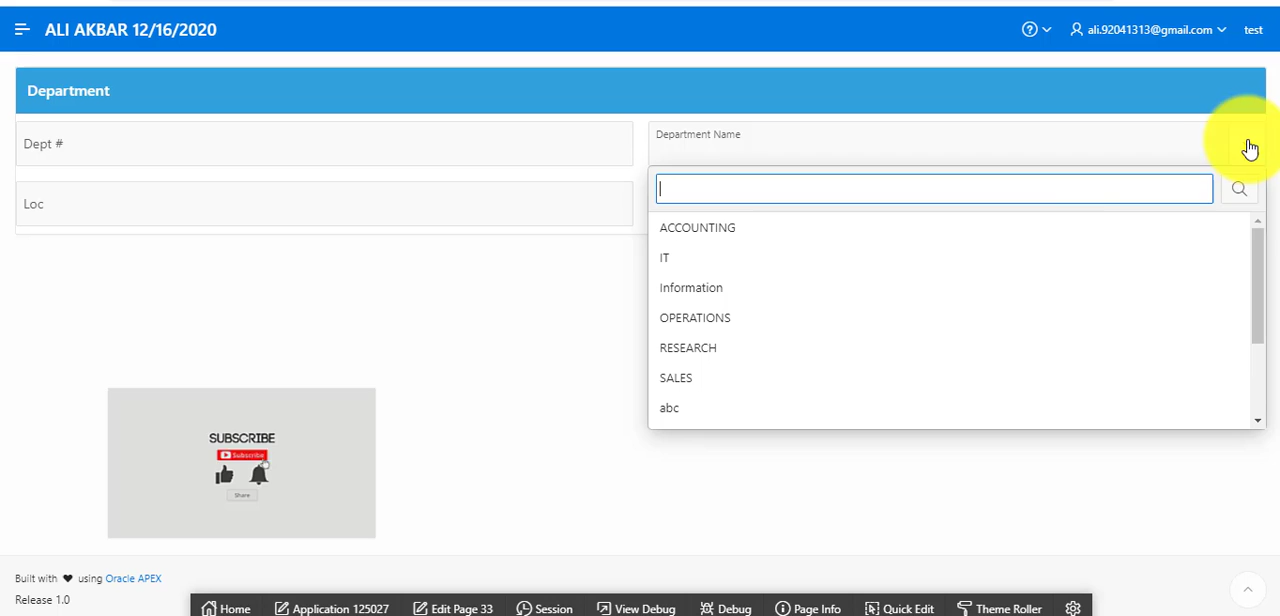 ALI AKBAR 12/16/2020
ali.92041313@gmail.com
test
Department
Dept #
Department Name
Loc
ACCOUNTING
IT
Information
OPERATIONS
RESEARCH
SALES
abc
SUBSCRIBE
Subscribe
Share
Built with ♥ using Oracle APEX
Release 1.0
Home
Application 125027
Edit Page 33
Session
View Debug
Debug
Page Info
Quick Edit
Theme Roller